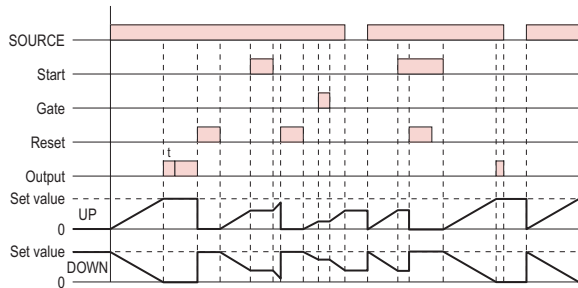 SOURCE
Start
Gate
Reset
t
Output
Set value
UP
0
Set value
DOWN
0